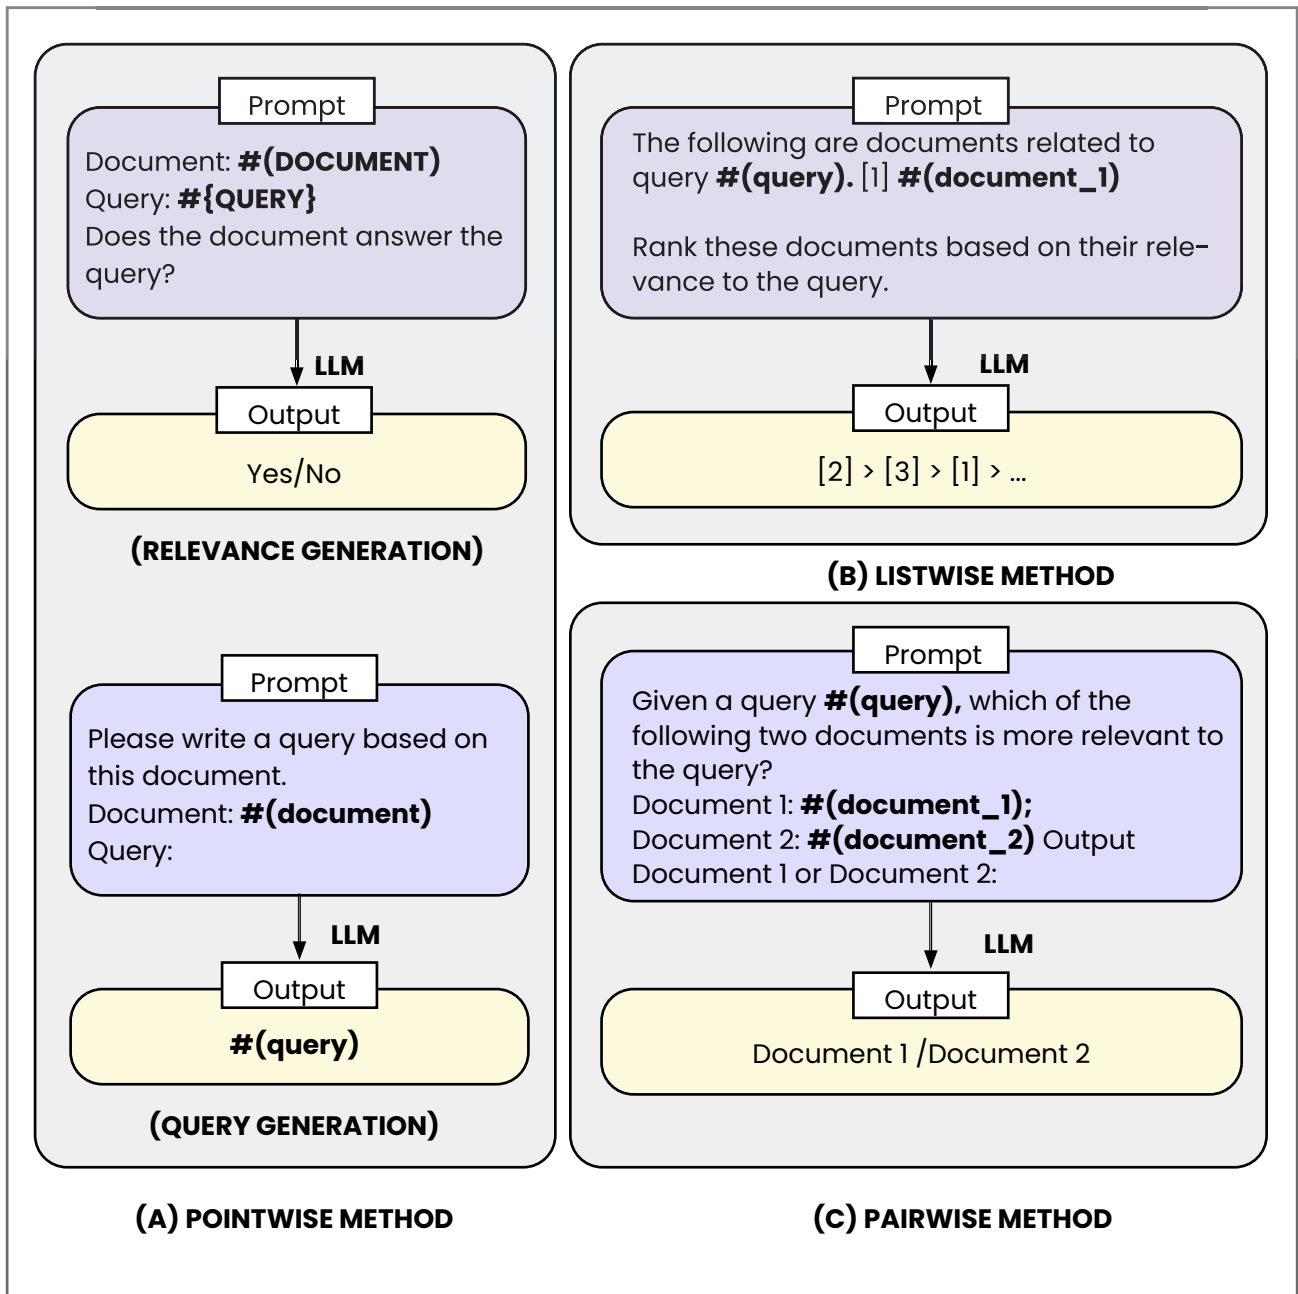 Prompt
Document: #(DOCUMENT)
Query: #{QUERY}
Does the document answer the
query?
LLM
Output
Yes/No
(RELEVANCE GENERATION)
Prompt
Please write a query based on
this document.
Document: #(document)
Query:
LLM
Output
#(query)
(QUERY GENERATION)
(A) POINTWISE METHOD
Prompt
The following are documents related to
query #(query). [1] #(document_1)
Rank these documents based on their rele-
vance to the query.
LLM
Output
[2] > [3] > [1] > ...
(B) LISTWISE METHOD
Prompt
Given a query #(query), which of the
following two documents is more relevant to
the query?
Document 1: #(document_1);
Document 2: #(document_2) Output
Document 1 or Document 2:
LLM
Output
Document 1 /Document 2
(C) PAIRWISE METHOD